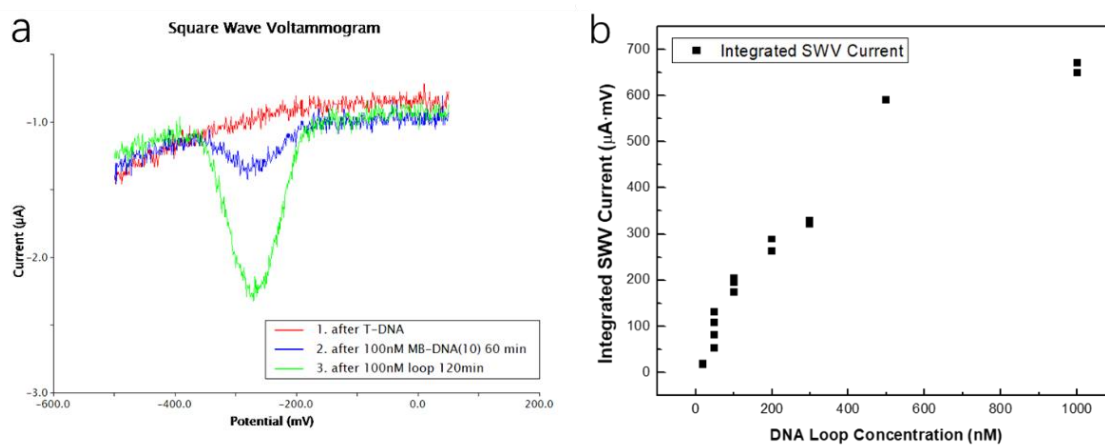 a
Square Wave Voltammogram
-1.0
-2.0
-3.0
Current (μA)
1. after T-DNA
2. after 100nM MB-DNA(10) 60 min
3. after 100nM loop 120min
-600.0 -400.0 -200.0 0.0 200.0
Potential (mV)
b
Integrated SWV Current
700
600
500
400
300
200
100
0
Integrated SWV Current (μA·mV)
0 200 400 600 800 1000
DNA Loop Concentration (nM)